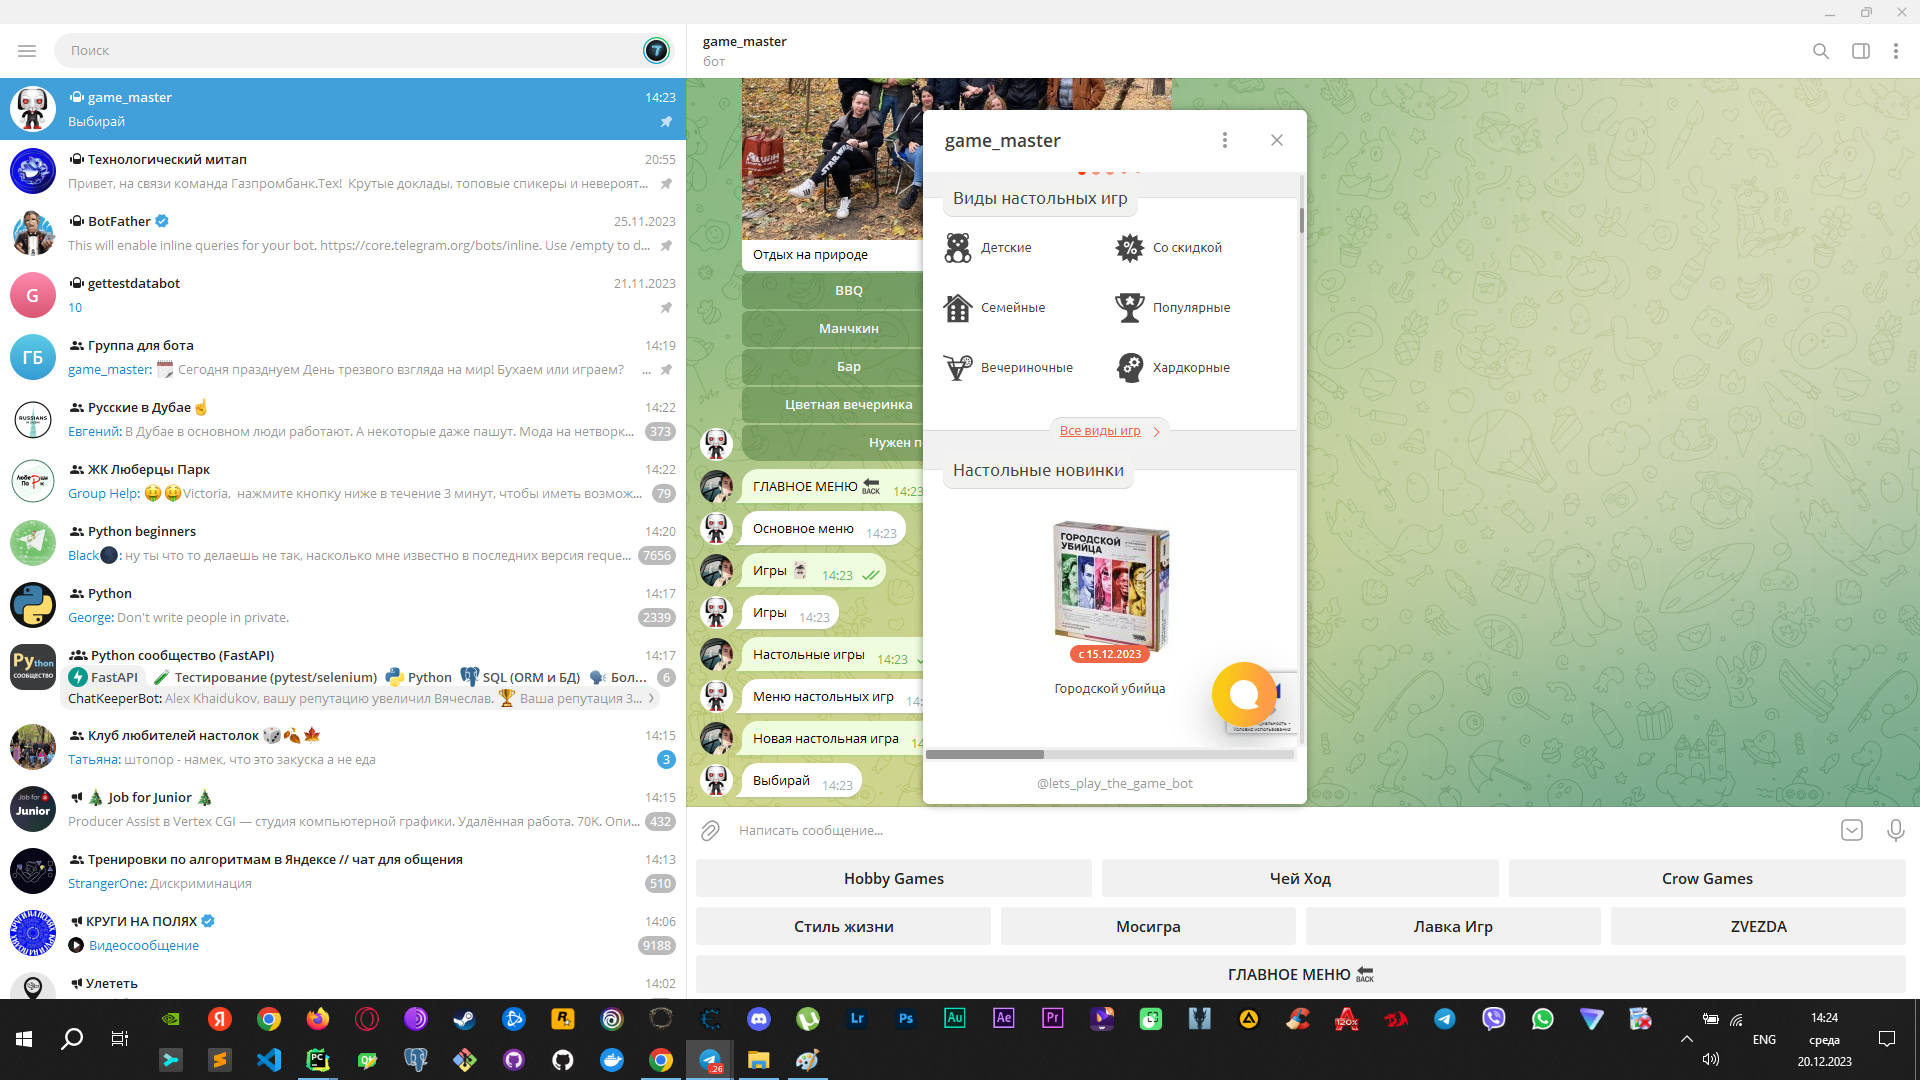 Поиск
game_master
14:23
Выбирай
Технологический митап
20:55
Привет, на связи команда Газпромбанк.Тех! Крутые доклады, топовые спикеры и невероят...
BotFather
25.11.2023
This will enable inline queries for your bot. https://core.telegram.org/bots/inline. Use /empty to d...
G
gettestdatabot
21.11.2023
10
ГБ
Группа для бота
14:19
game_master: 🗓 Сегодня празднуем День трезвого взгляда на мир! Бухаем или играем? ...
Русские в Дубае ☝
14:22
Евгений: В Дубае в основном люди работают. А некоторые даже пашут. Мода на нетворк...
373
ЖК Люберцы Парк
14:22
Group Help: 🤑🤑Victoria, нажмите кнопку ниже в течение 3 минут, чтобы иметь возмож...
79
Python beginners
14:20
Black🌑: ну ты что то делаешь не так, насколько мне известно в последних версия reque...
7656
Python
14:17
George: Don't write people in private.
2339
Python
СООБЩЕСТВО
Python сообщество (FastAPI)
14:17
FastAPI 🧪 Тестирование (pytest/selenium) Python SQL (ORM и БД) 🗣 Бол...
6
ChatKeeperBot: Alex Khaidukov, вашу репутацию увеличил Вячеслав. 🏆 Ваша репутация 3...
Клуб любителей настолок 🎲🍂🍁
14:15
Татьяна: штопор - намек, что это закуска а не еда
3
Job for
Junior
🎄 Job for Junior 🎄
14:15
Producer Assist в Vertex CGI — студия компьютерной графики. Удалённая работа. 70K. Опи...
432
Тренировки по алгоритмам в Яндексе // чат для общения
14:13
StrangerOne: Дискриминация
510
КРУГИ НА ПОЛЯХ
14:06
Видеосообщение
9188
Улететь
14:02
game_master
бот
Отдых на природе
BBQ
Манчкин
Бар
Цветная вечеринка
Нужен п
ГЛАВНОЕ МЕНЮ 🔙 14:23
Основное меню 14:23
Игры 🃏 14:23
Игры 14:23
Настольные игры 14:23
Меню настольных игр 14:
Новая настольная игра 14
Выбирай 14:23
game_master
Виды настольных игр
Детские
Со скидкой
Семейные
Популярные
Вечериночные
Хардкорные
Все виды игр
Настольные новинки
ГОРОДСКОЙ
УБИЙЦА
с 15.12.2023
Городской убийца
@lets_play_the_game_bot
Написать сообщение...
Hobby Games
Чей Ход
Crow Games
Стиль жизни
Мосигра
Лавка Игр
ZVEZDA
ГЛАВНОЕ МЕНЮ 🔙
Lr
Ps
Au
Ae
Pr
120%
PC
Qt
.26
ENG
14:24
среда
20.12.2023